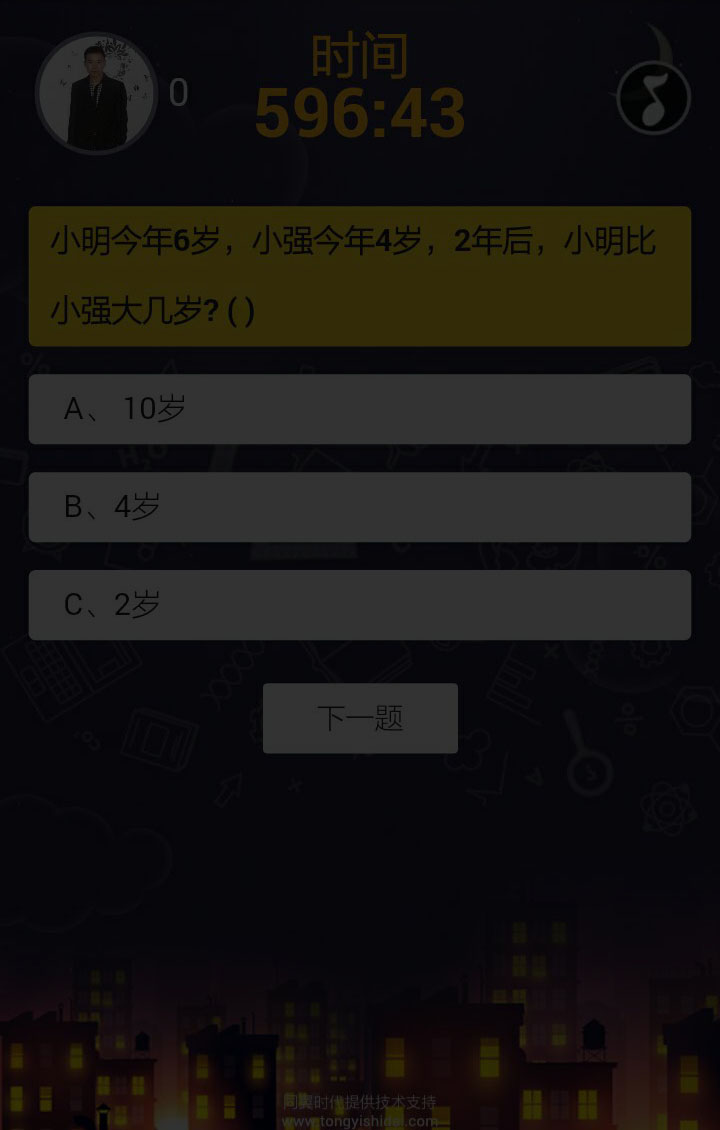 时间
0
596:43
小明今年6岁，小强今年4岁，2年后，小明比
小强大几岁? ( )
A、 10岁
B、4岁
C、2岁
下一题
同奕时代提供技术支持
www.tongyishidai.com